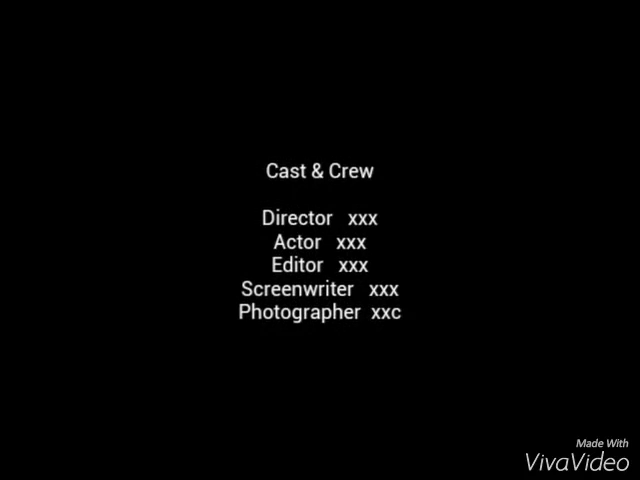 Cast & Crew
Director xxx
Actor xxx
Editor xxx
Screenwriter xxx
Photographer xxc
Made With
VivaVideo